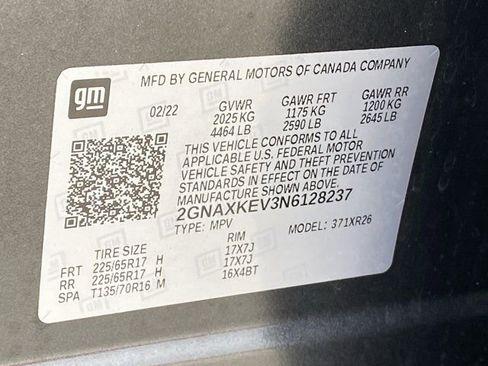 gm
MFD BY GENERAL MOTORS OF CANADA COMPANY
02/22 GVWR GAWR FRT GAWR RR
2025 KG 1175 KG 1200 KG
4464 LB 2590 LB 2645 LB
THIS VEHICLE CONFORMS TO ALL
APPLICABLE U.S. FEDERAL MOTOR
VEHICLE SAFETY AND THEFT PREVENTION
STANDARDS IN EFFECT ON THE DATE OF
MANUFACTURE SHOWN ABOVE.
2GNAXKEV3N6128237
TYPE: MPV MODEL: 371XR26
TIRE SIZE RIM
FRT 225/65R17 H 17X7J
RR 225/65R17 H 17X7J
SPA T135/70R16 M 16X4BT